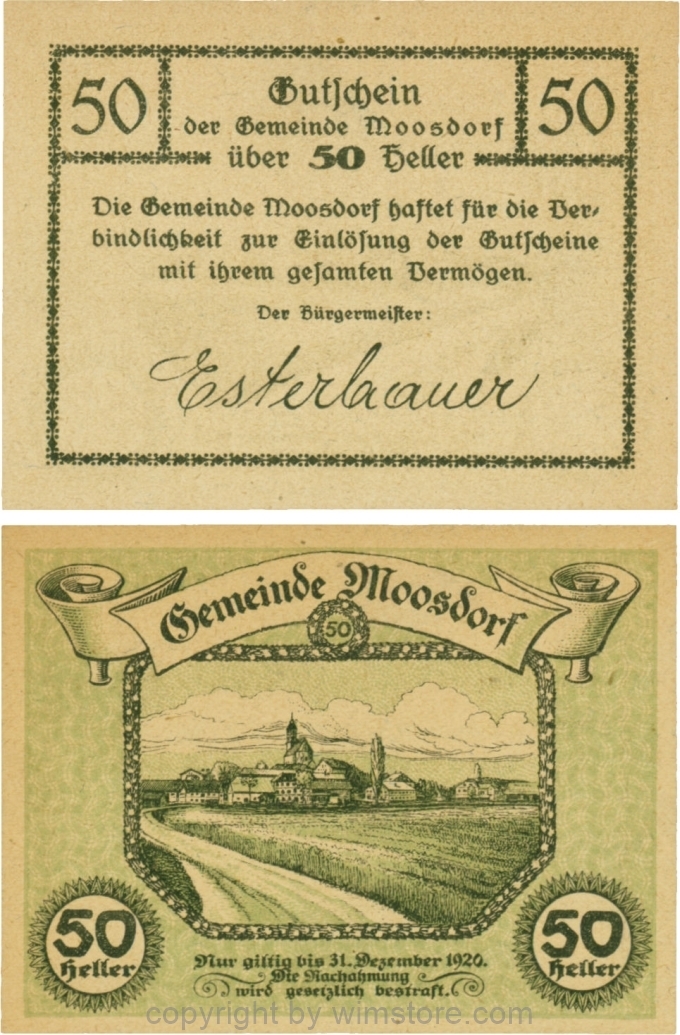 50 Gutschein 50
der Gemeinde Moosdorf
über 50 Heller
Die Gemeinde Moosdorf haftet für die Ver-
bindlichkeit zur Einlösung der Gutscheine
mit ihrem gesamten Vermögen.
Der Bürgermeister:
Esterbauer
Gemeinde Moosdorf
50
50 Heller
50 Heller
Nur giltig bis 31. Dezember 1920.
Die Nachahmung
wird gesetzlich bestraft.
copyright by wimstore.com